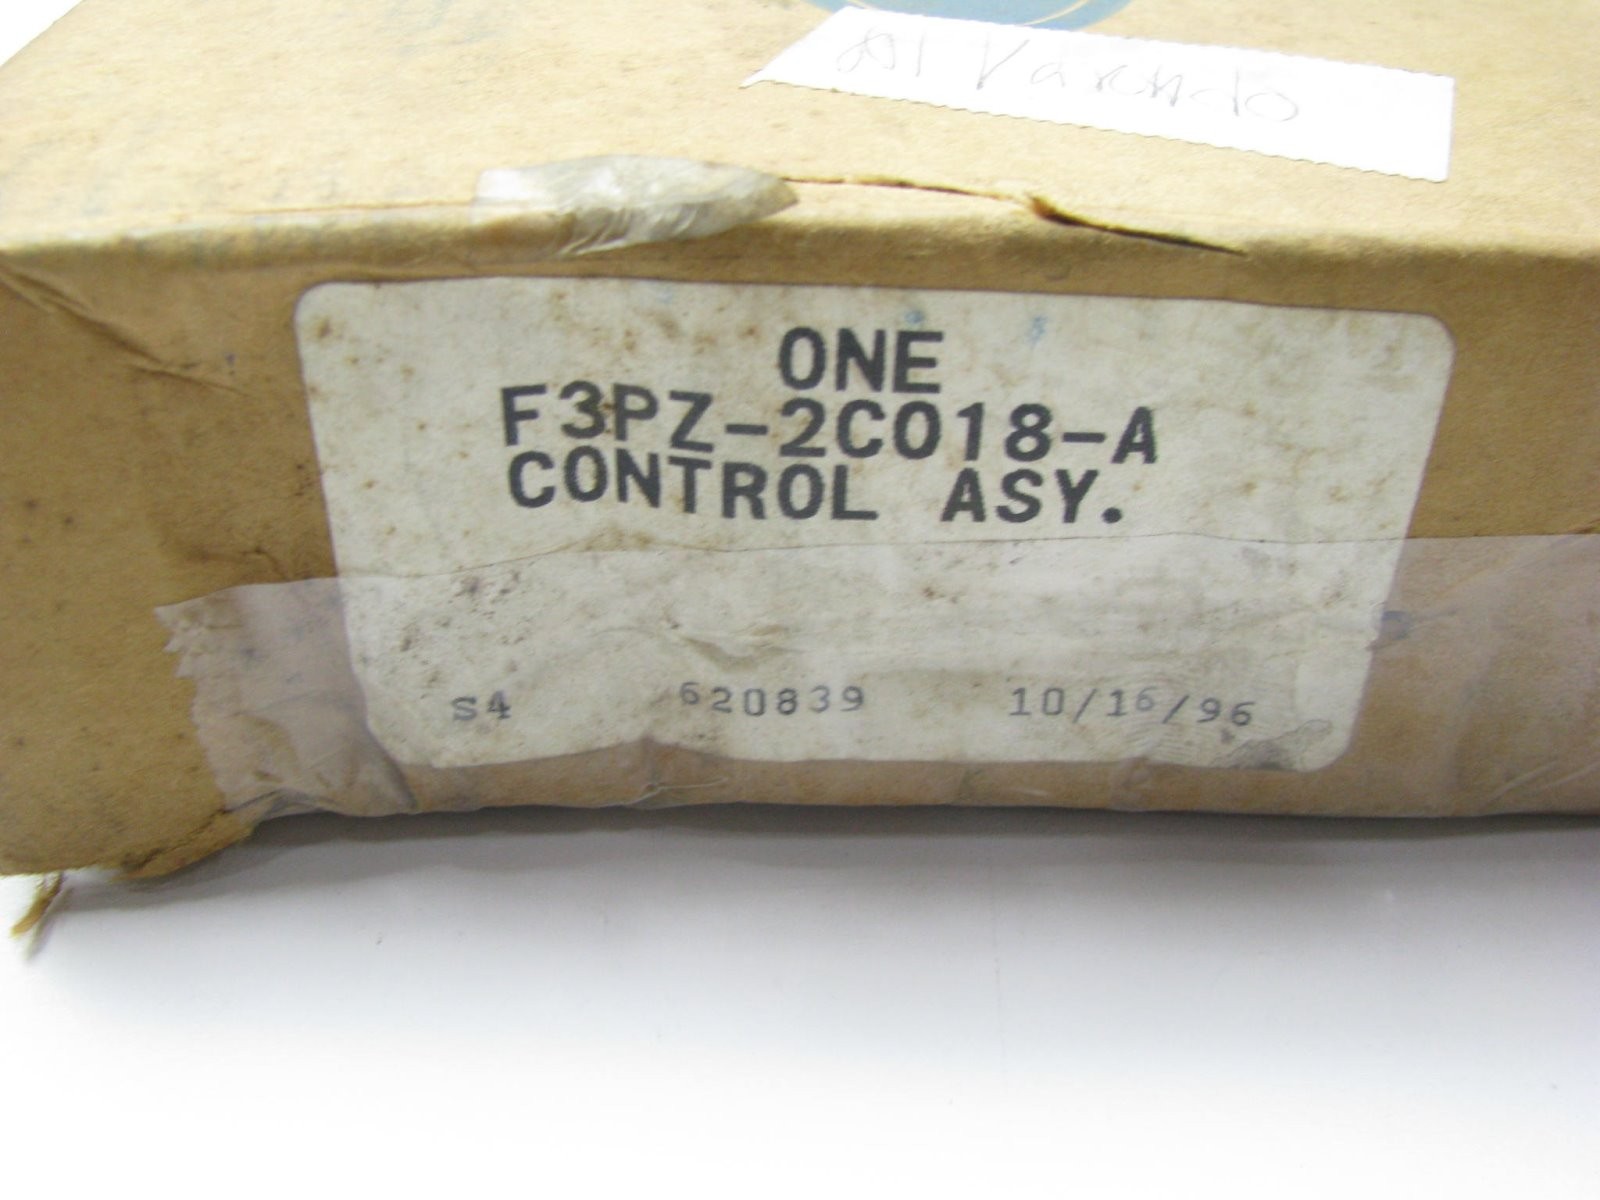 ONE
F3PZ-2C018-A
CONTROL ASY.
S4 620839 10/16/96